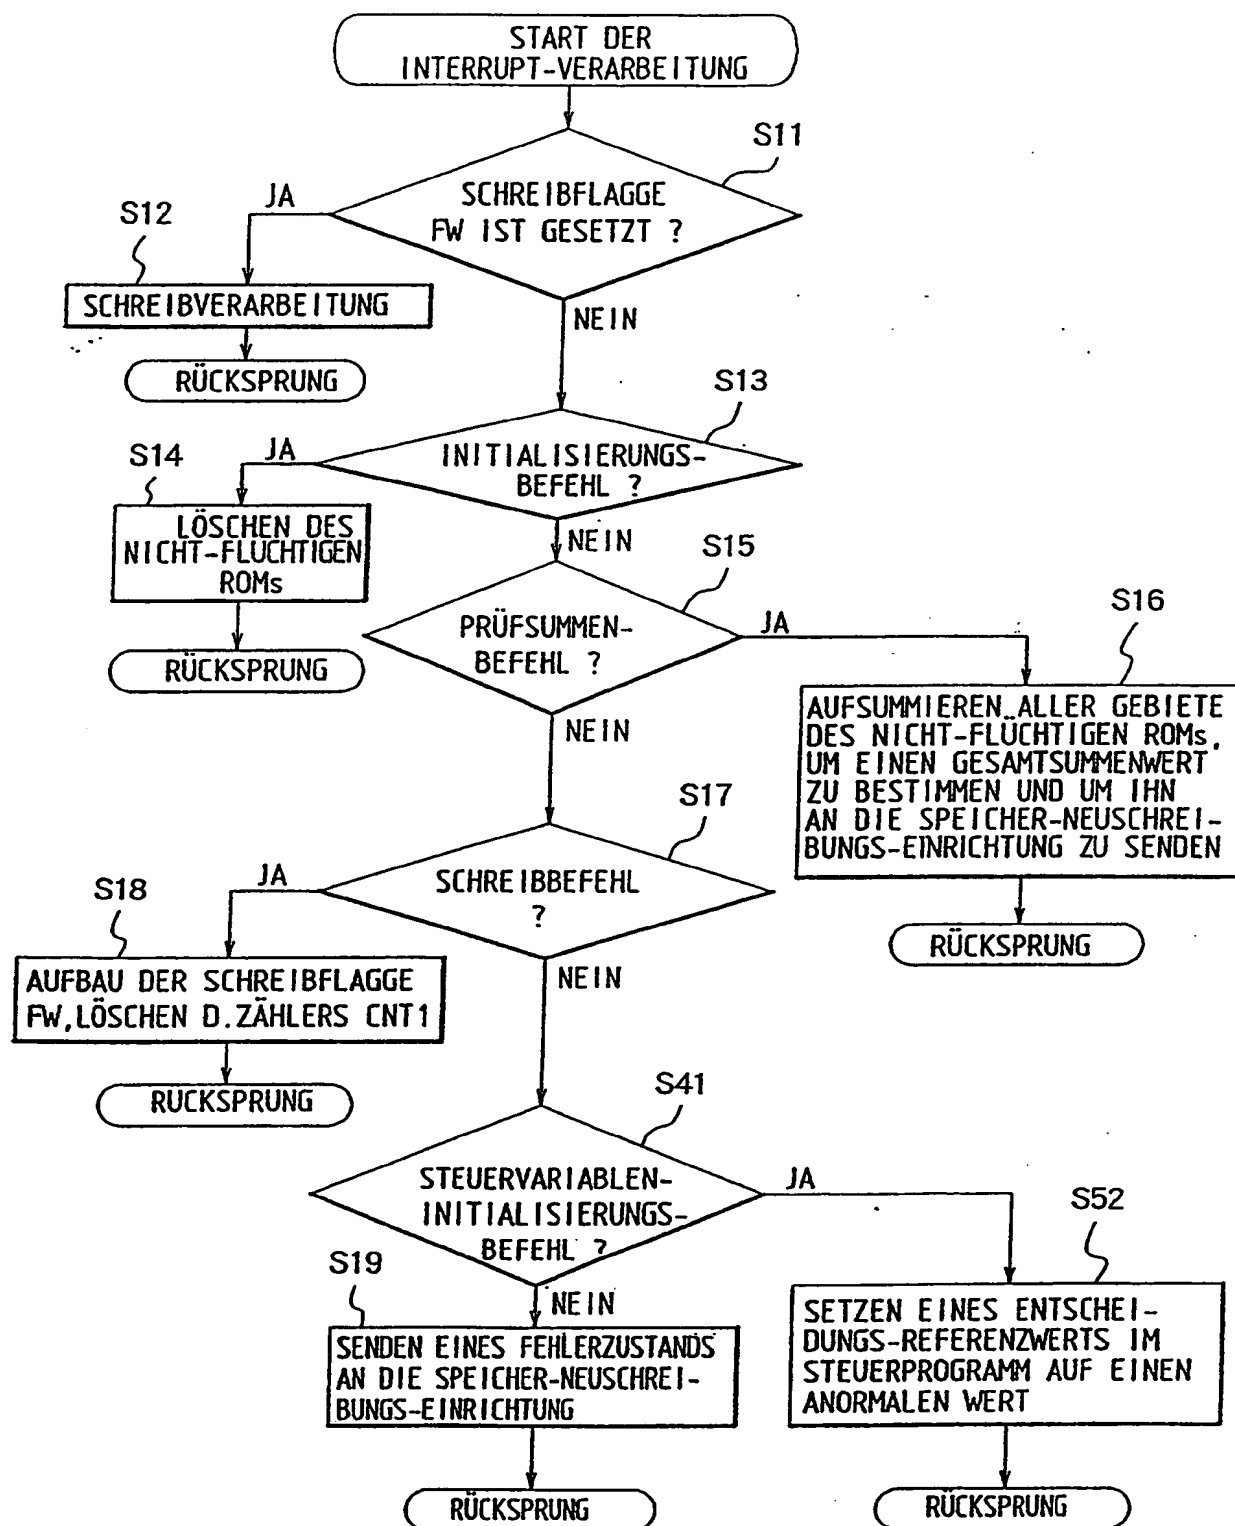 START DER
INTERRUPT-VERARBEITUNG
S11
SCHREIBFLAGGE
FW IST GESETZT ?
JA
S12
SCHREIBVERARBEITUNG
RÜCKSPRUNG
NEIN
S13
INITIALISIERUNGS-
BEFEHL ?
JA
S14
LÖSCHEN DES
NICHT-FLÜCHTIGEN
ROMs
RÜCKSPRUNG
NEIN
S15
PRÜFSUMMEN-
BEFEHL ?
JA
S16
AUFSUMMIEREN ALLER GEBIETE
DES NICHT-FLÜCHTIGEN ROMs,
UM EINEN GESAMTSUMMENWERT
ZU BESTIMMEN UND UM IHN
AN DIE SPEICHER-NEUSCHREI-
BUNGS-EINRICHTUNG ZU SENDEN
RÜCKSPRUNG
NEIN
S17
SCHREIBBEFEHL
?
JA
S18
AUFBAU DER SCHREIBFLAGGE
FW,LÖSCHEN D.ZÄHLERS CNT1
RUCKSPRUNG
NEIN
S41
STEUERVARIABLEN-
INITIALISIERUNGS-
BEFEHL ?
JA
S52
SETZEN EINES ENTSCHEI-
DUNGS-REFERENZWERTS IM
STEUERPROGRAMM AUF EINEN
ANORMALEN WERT
RÜCKSPRUNG
NEIN
S19
SENDEN EINES FEHLERZUSTANDS
AN DIE SPEICHER-NEUSCHREI-
BUNGS-EINRICHTUNG
RÜCKSPRUNG